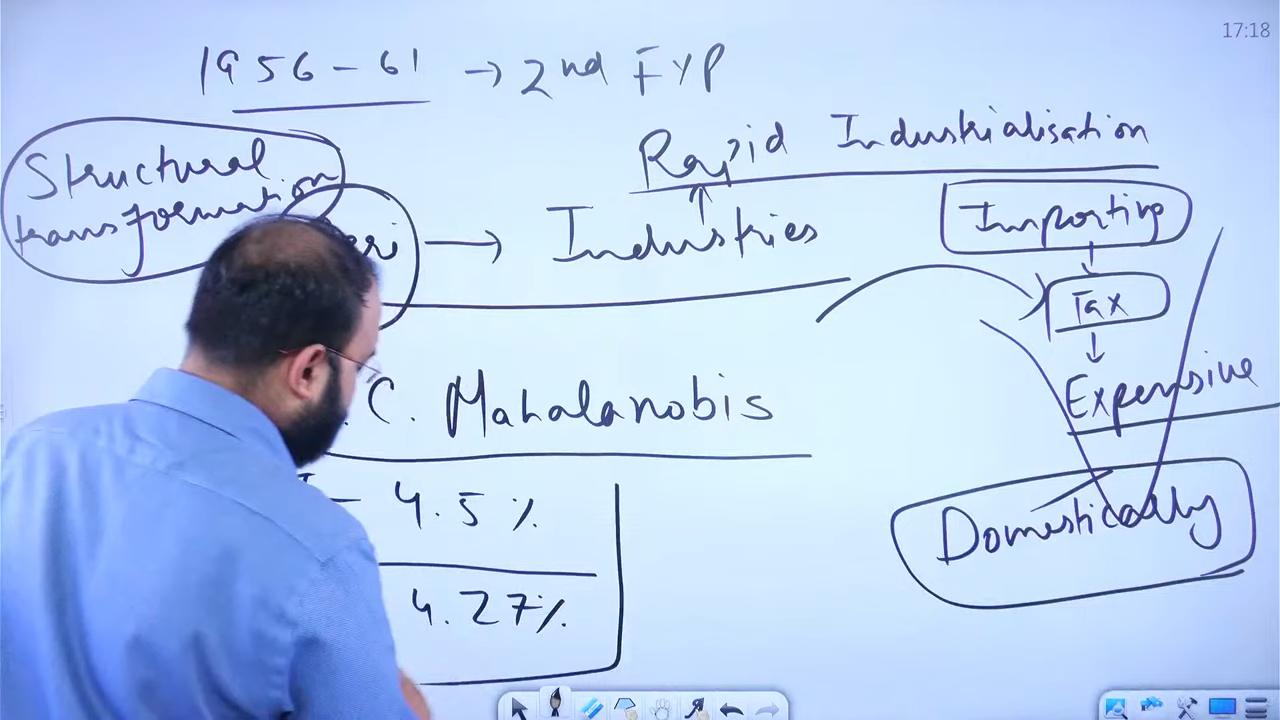 17:18
1956-61 → 2nd FYP
Rapid Industrialisation
Structural transformation
→ Industries
Importing
Tax
Expensive
C. Mahalanobis
- 4.5%
4.27%
Domestically